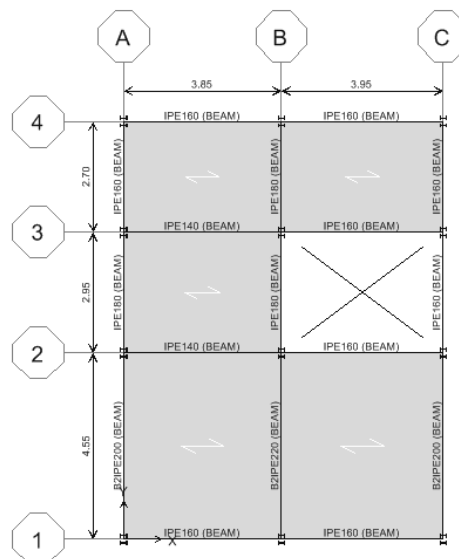 A B C
3.85 3.95
4
IPE160 (BEAM) IPE160 (BEAM)
2.70
IPE160 (BEAM)
IPE180 (BEAM)
IPE160 (BEAM)
3
IPE140 (BEAM) IPE160 (BEAM)
2.95
IPE180 (BEAM)
IPE180 (BEAM)
IPE160 (BEAM)
2
IPE140 (BEAM) IPE160 (BEAM)
4.55
B2IPE200 (BEAM)
B2IPE220 (BEAM)
B2IPE200 (BEAM)
Y
1
IPE160 (BEAM) IPE160 (BEAM)
X